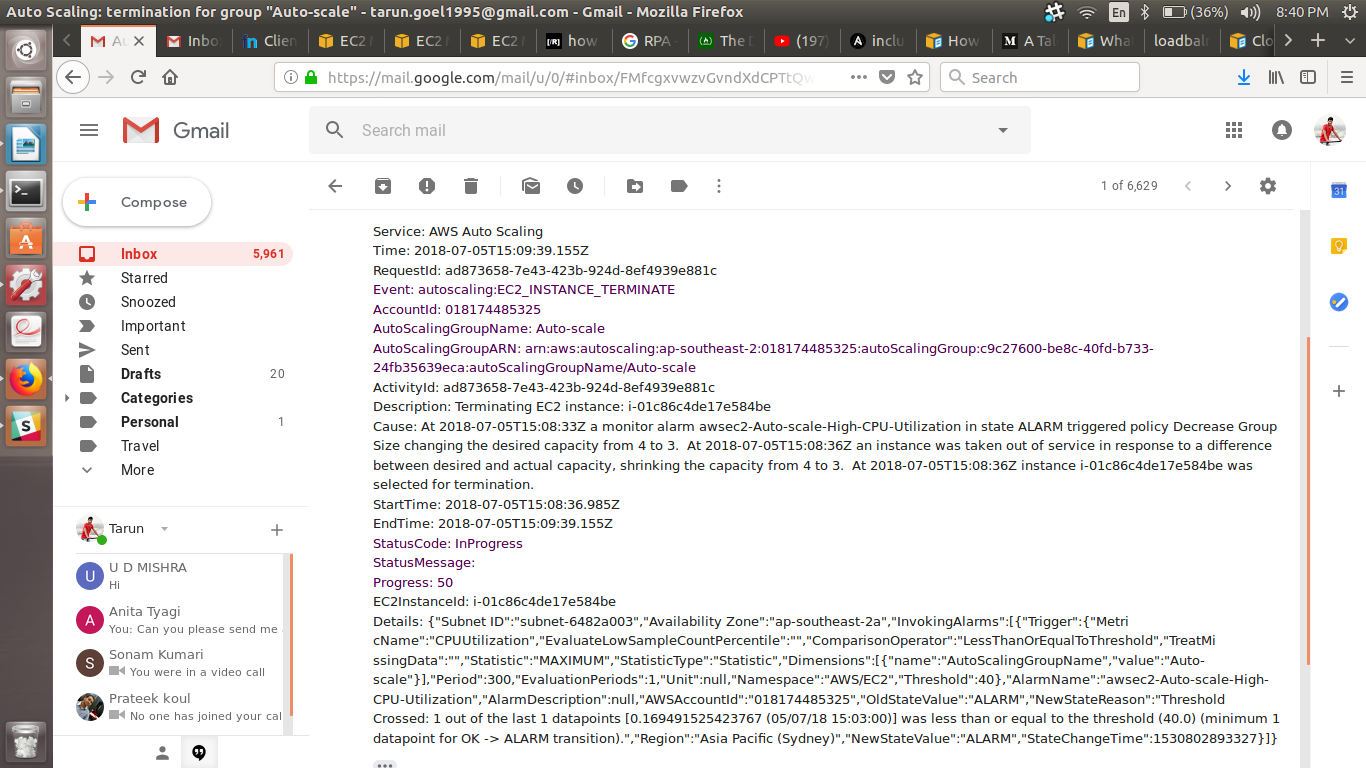 Auto Scaling: termination for group "Auto-scale" - tarun.goel1995@gmail.com - Gmail - Mozilla Firefox
En
(36%)
8:40 PM
Inbo
Clien
EC2
EC2
EC2
how
RPA
The D
(197)
inclu
How
A Tal
What
loadbaln
Clo
https://mail.google.com/mail/u/0/#inbox/FMfcgxvwzvGvndXdCPTtQw
Search
Gmail
Search mail
Compose
1 of 6,629
31
Inbox 5,961
Starred
Snoozed
Important
Sent
Drafts 20
Categories
Personal 1
Travel
More
Tarun
U
U D MISHRA
Hi
A
Anita Tyagi
You: Can you please send me
S
Sonam Kumari
You were in a video call
Prateek koul
No one has joined your cal
Service: AWS Auto Scaling
Time: 2018-07-05T15:09:39.155Z
RequestId: ad873658-7e43-423b-924d-8ef4939e881c
Event: autoscaling:EC2_INSTANCE_TERMINATE
AccountId: 018174485325
AutoScalingGroupName: Auto-scale
AutoScalingGroupARN: arn:aws:autoscaling:ap-southeast-2:018174485325:autoScalingGroup:c9c27600-be8c-40fd-b733-
24fb35639eca:autoScalingGroupName/Auto-scale
ActivityId: ad873658-7e43-423b-924d-8ef4939e881c
Description: Terminating EC2 instance: i-01c86c4de17e584be
Cause: At 2018-07-05T15:08:33Z a monitor alarm awsec2-Auto-scale-High-CPU-Utilization in state ALARM triggered policy Decrease Group
Size changing the desired capacity from 4 to 3.  At 2018-07-05T15:08:36Z an instance was taken out of service in response to a difference
between desired and actual capacity, shrinking the capacity from 4 to 3.  At 2018-07-05T15:08:36Z instance i-01c86c4de17e584be was
selected for termination.
StartTime: 2018-07-05T15:08:36.985Z
EndTime: 2018-07-05T15:09:39.155Z
StatusCode: InProgress
StatusMessage:
Progress: 50
EC2InstanceId: i-01c86c4de17e584be
Details: {"Subnet ID":"subnet-6482a003","Availability Zone":"ap-southeast-2a","InvokingAlarms":[{"Trigger":{"Metri
cName":"CPUUtilization","EvaluateLowSampleCountPercentile":"","ComparisonOperator":"LessThanOrEqualToThreshold","TreatMi
ssingData":"","Statistic":"MAXIMUM","StatisticType":"Statistic","Dimensions":[{"name":"AutoScalingGroupName","value":"Auto-
scale"}],"Period":300,"EvaluationPeriods":1,"Unit":null,"Namespace":"AWS/EC2","Threshold":40},"AlarmName":"awsec2-Auto-scale-High-
CPU-Utilization","AlarmDescription":null,"AWSAccountId":"018174485325","OldStateValue":"ALARM","NewStateReason":"Threshold
Crossed: 1 out of the last 1 datapoints [0.169491525423767 (05/07/18 15:03:00)] was less than or equal to the threshold (40.0) (minimum 1
datapoint for OK -> ALARM transition).","Region":"Asia Pacific (Sydney)","NewStateValue":"ALARM","StateChangeTime":1530802893327}]}